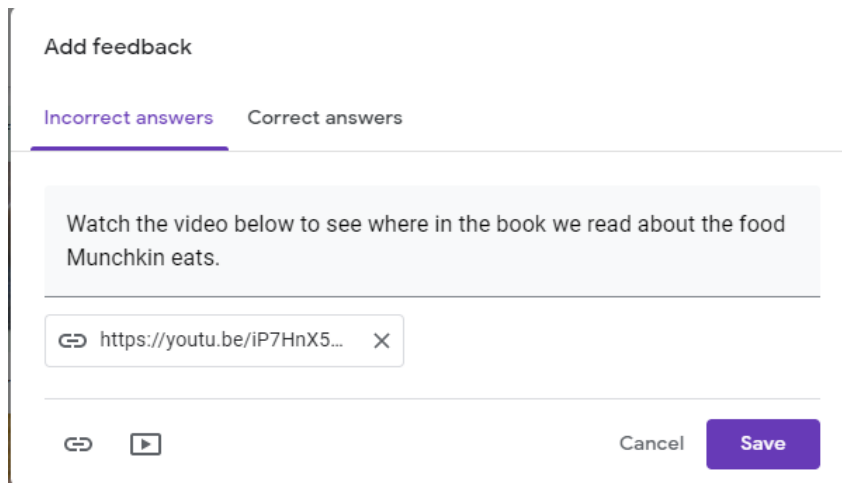 Add feedback
Incorrect answers Correct answers
Watch the video below to see where in the book we read about the food
Munchkin eats.
https://youtu.be/iP7HnX5...
Cancel Save